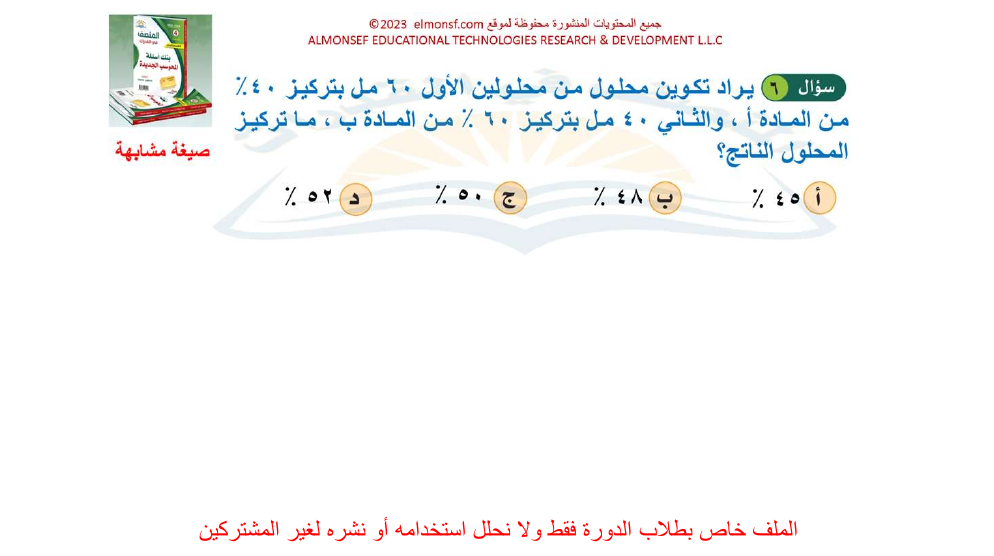 جميع المحتويات المنشورة محفوظة لموقع elmonsf.com 2023©
ALMONSEF EDUCATIONAL TECHNOLOGIES RESEARCH & DEVELOPMENT L.L.C
المنصف
بنك اسئلة
المحوسب الجديدة
صيغة مشابهة
سؤال ٦ يراد تكوين محلول من محلولين الأول ٦٠ مل بتركيز ٤٠٪
من المادة أ ، والثاني ٤٠ مل بتركيز ٦٠ ٪ من المادة ب ، ما تركيز
المحلول الناتج؟
أ ٤٥ ٪ ب ٤٨ ٪ ج ٥٠ ٪ د ٥٢ ٪
الملف خاص بطلاب الدورة فقط ولا نحلل استخدامه أو نشره لغير المشتركين